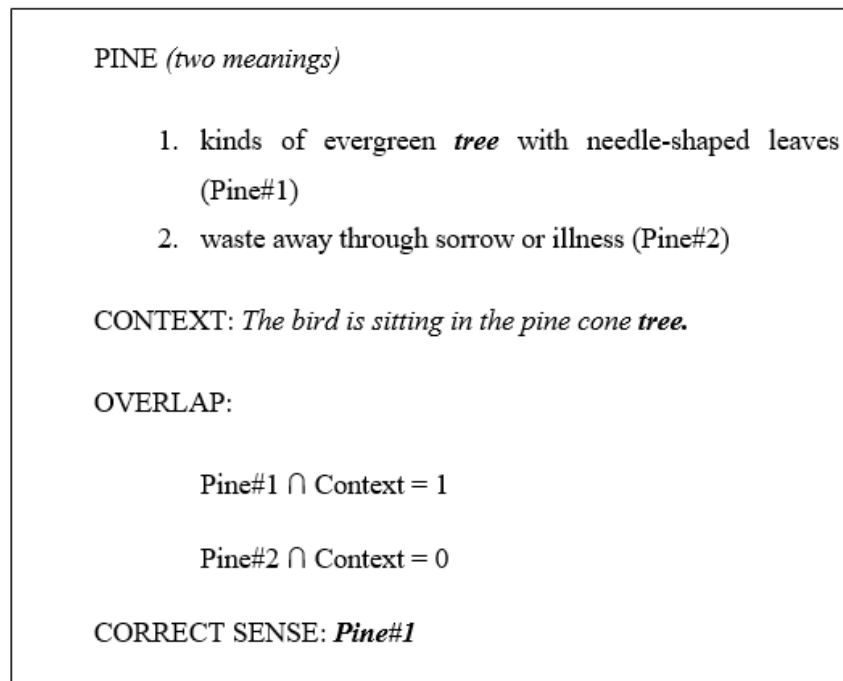 PINE (two meanings)
1. kinds of evergreen tree with needle-shaped leaves
(Pine#1)
2. waste away through sorrow or illness (Pine#2)
CONTEXT: The bird is sitting in the pine cone tree.
OVERLAP:
Pine#1 ∩ Context = 1
Pine#2 ∩ Context = 0
CORRECT SENSE: Pine#1